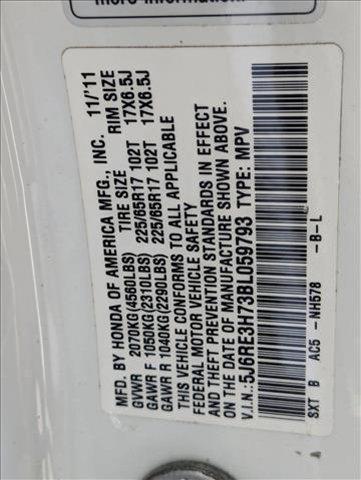 more information.
MFD. BY HONDA OF AMERICA MFG., INC. 11/'11
TIRE SIZE RIM SIZE
GVWR 2070KG(4560LBS)
GAWR F 1050KG(2310LBS) 225/65R17 102T 17X6.5J
GAWR R 1040KG(2290LBS) 225/65R17 102T 17X6.5J
THIS VEHICLE CONFORMS TO ALL APPLICABLE
FEDERAL MOTOR VEHICLE SAFETY
AND THEFT PREVENTION STANDARDS IN EFFECT
ON THE DATE OF MANUFACTURE SHOWN ABOVE.
V.I.N.: 5J6RE3H73BL059793 TYPE: MPV
SXT B AC5 -NH578 -B-L